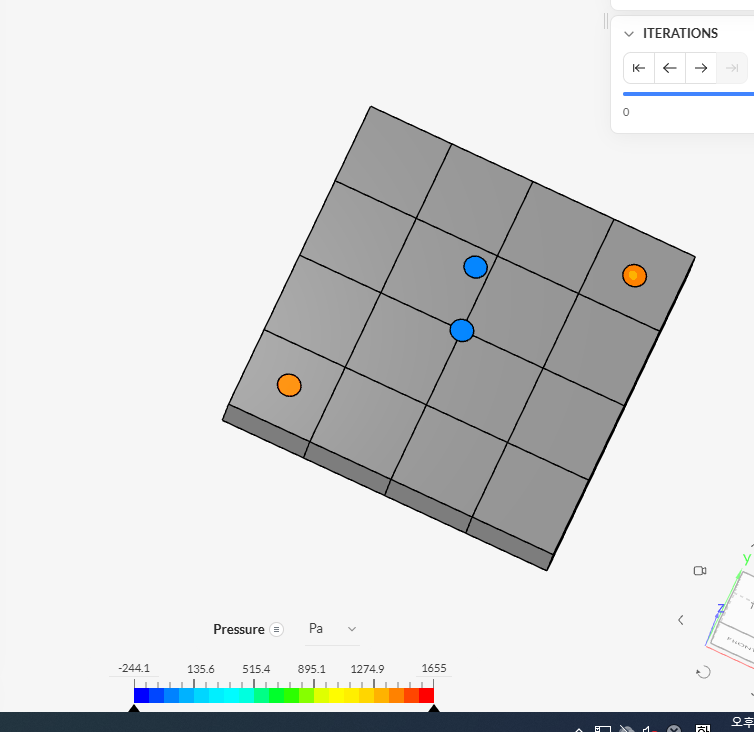 ITERATIONS
0
Pressure
Pa
-244.1 135.6 515.4 895.1 1274.9 1655
y
Z
오후